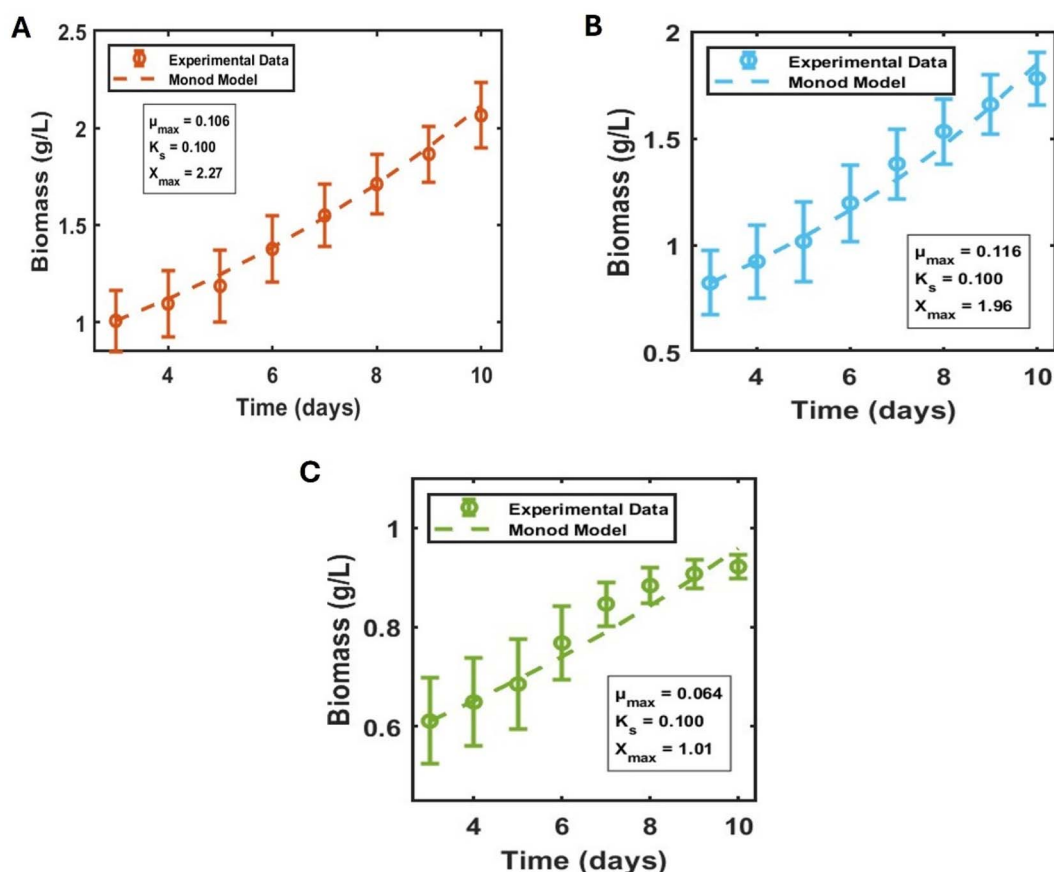 A
2.5
2
1.5
1
Biomass (g/L)
Experimental Data
Monod Model
μmax = 0.106
Ks = 0.100
Xmax = 2.27
4 6 8 10
Time (days)
B
2
1.5
1
0.5
Biomass (g/L)
Experimental Data
Monod Model
μmax = 0.116
Ks = 0.100
Xmax = 1.96
4 6 8 10
Time (days)
C
1
0.8
0.6
Biomass (g/L)
Experimental Data
Monod Model
μmax = 0.064
Ks = 0.100
Xmax = 1.01
4 6 8 10
Time (days)